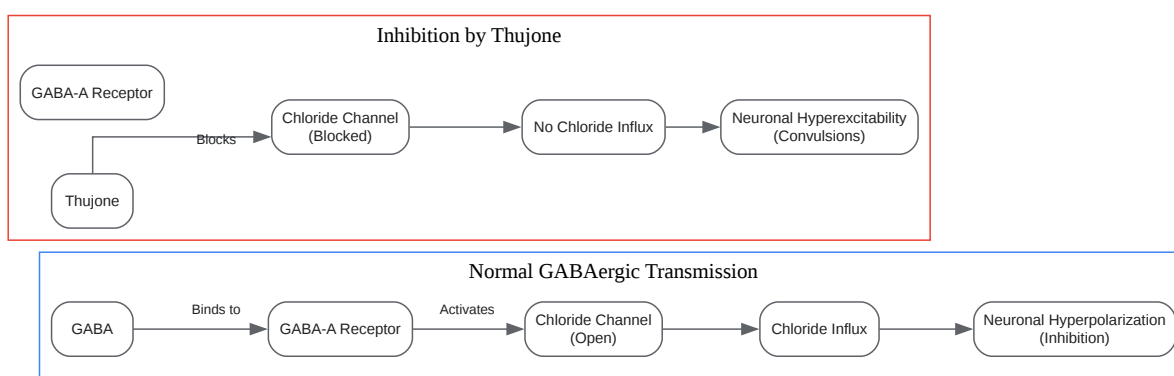 Inhibition by Thujone
GABA-A Receptor
Thujone
Blocks
Chloride Channel
(Blocked)
No Chloride Influx
Neuronal Hyperexcitability
(Convulsions)
Normal GABAergic Transmission
GABA
Binds to
GABA-A Receptor
Activates
Chloride Channel
(Open)
Chloride Influx
Neuronal Hyperpolarization
(Inhibition)